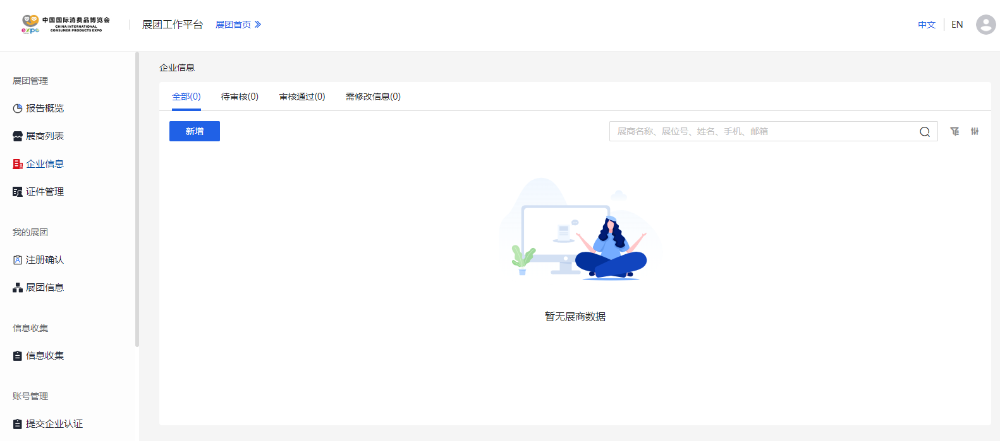 中国国际消费品博览会
CHINA INTERNATIONAL
CONSUMER PRODUCTS EXPO
expo
展团工作平台
展团首页
中文
EN
展团管理
报告概览
展商列表
企业信息
证件管理
我的展团
注册确认
展团信息
信息收集
信息收集
账号管理
提交企业认证
企业信息
全部(0)
待审核(0)
审核通过(0)
需修改信息(0)
新增
展商名称、展位号、姓名、手机、邮箱
暂无展商数据